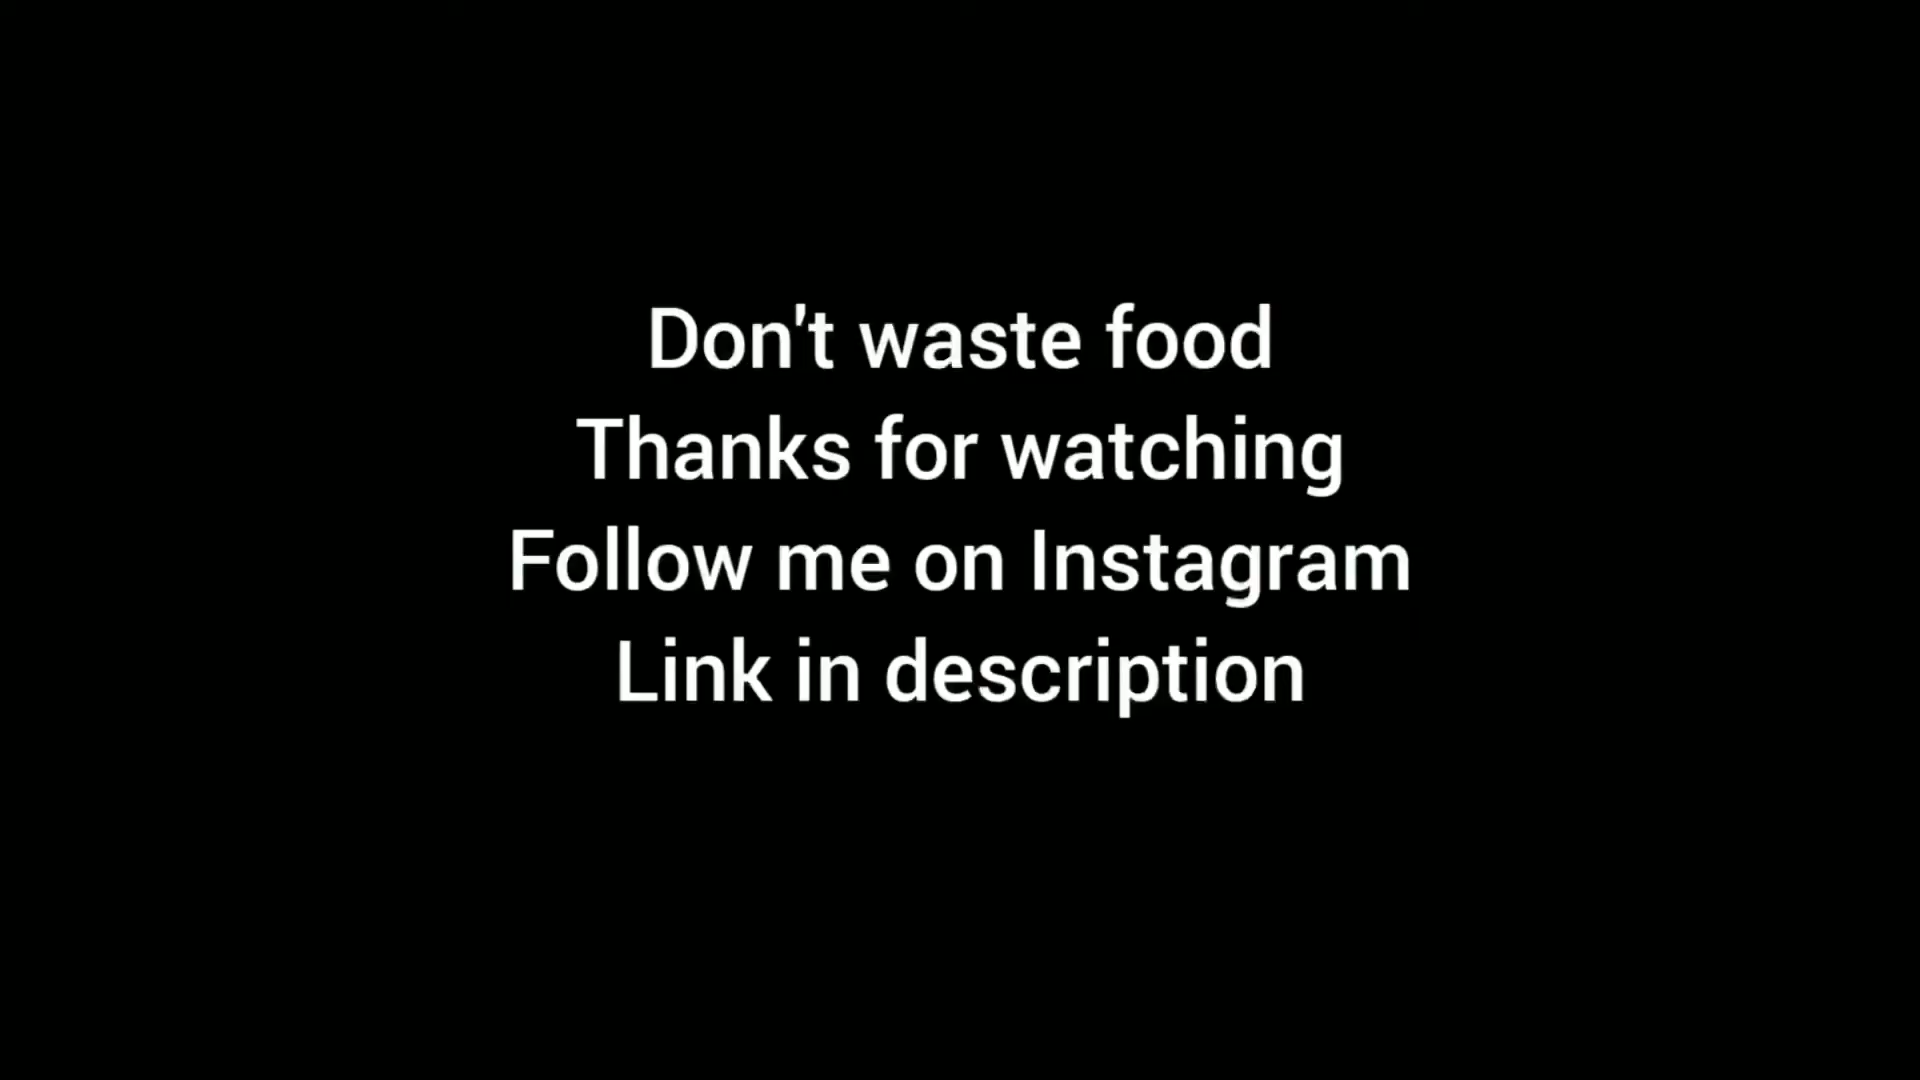 Don't waste food
Thanks for watching
Follow me on Instagram
Link in description